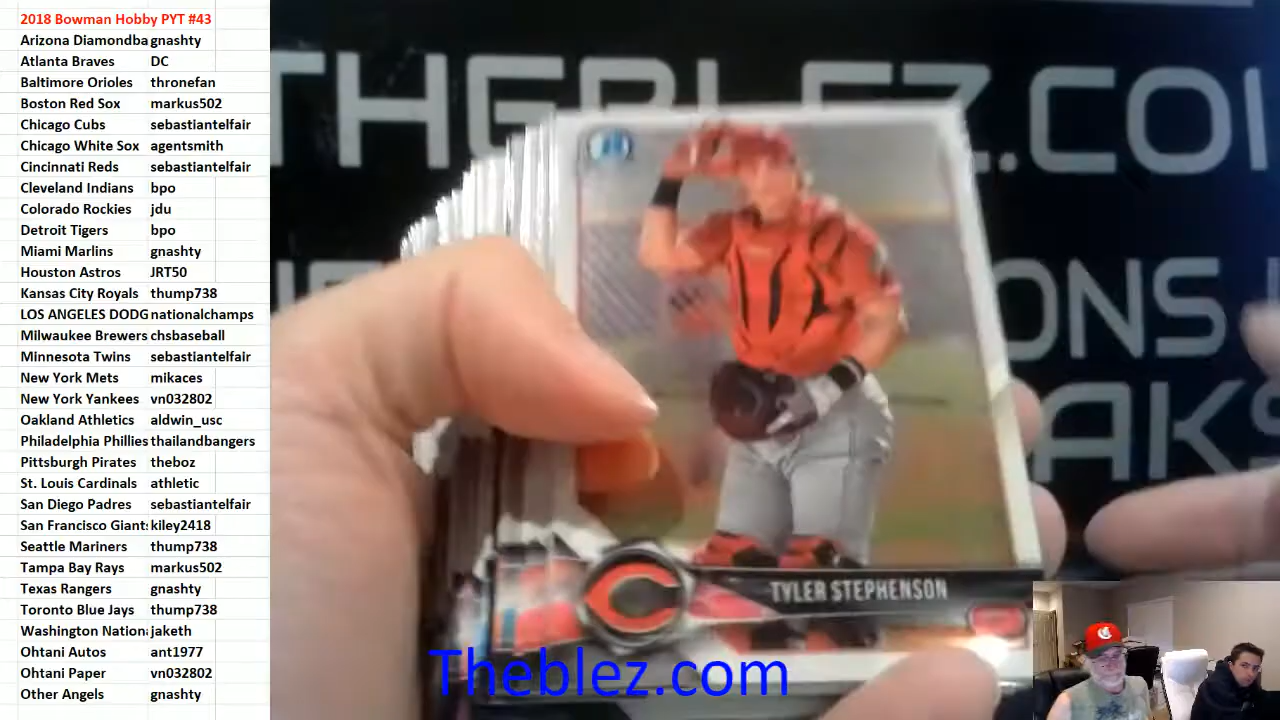 2018 Bowman Hobby PYT #43
Arizona Diamondba gnashty
Atlanta Braves DC
Baltimore Orioles thronefan
Boston Red Sox markus502
Chicago Cubs sebastiantelfair
Chicago White Sox agentsmith
Cincinnati Reds sebastiantelfair
Cleveland Indians bpo
Colorado Rockies jdu
Detroit Tigers bpo
Miami Marlins gnashty
Houston Astros JRT50
Kansas City Royals thump738
LOS ANGELES DODG nationalchamps
Milwaukee Brewers chsbaseball
Minnesota Twins sebastiantelfair
New York Mets mikaces
New York Yankees vn032802
Oakland Athletics aldwin_usc
Philadelphia Phillies thailandbangers
Pittsburgh Pirates theboz
St. Louis Cardinals athletic
San Diego Padres sebastiantelfair
San Francisco Giant kiley2418
Seattle Mariners thump738
Tampa Bay Rays markus502
Texas Rangers gnashty
Toronto Blue Jays thump738
Washington Nation jaketh
Ohtani Autos ant1977
Ohtani Paper vn032802
Other Angels gnashty
THEBLEZ.CO
ONS
AKS
C
TYLER STEPHENSON
Theblez.com